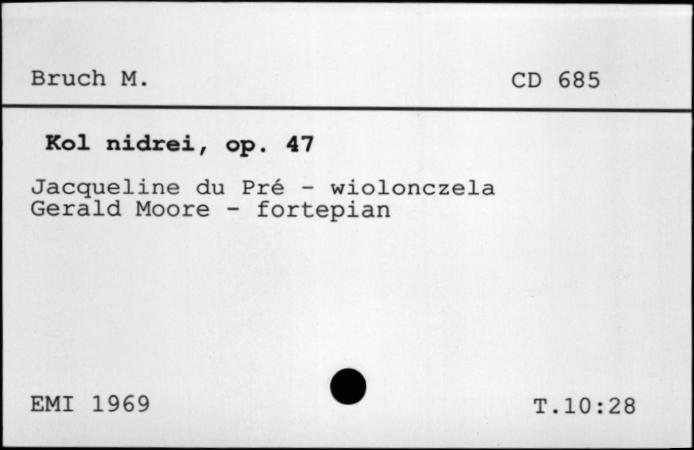 Bruch M. CD 685
Kol nidrei, op. 47
Jacqueline du Pré - wiolonczela
Gerald Moore - fortepian
EMI 1969 T.10:28